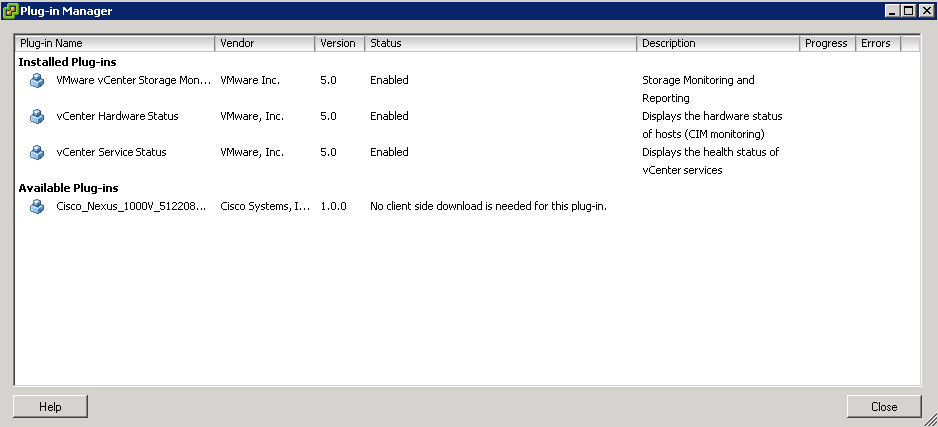 Plug-in Manager
Plug-in Name Vendor Version Status Description Progress Errors
Installed Plug-ins
VMware vCenter Storage Mon... VMware Inc. 5.0 Enabled Storage Monitoring and
Reporting
vCenter Hardware Status VMware, Inc. 5.0 Enabled Displays the hardware status
of hosts (CIM monitoring)
vCenter Service Status VMware, Inc. 5.0 Enabled Displays the health status of
vCenter services
Available Plug-ins
Cisco_Nexus_1000V_512208... Cisco Systems, I... 1.0.0 No client side download is needed for this plug-in.
Help Close